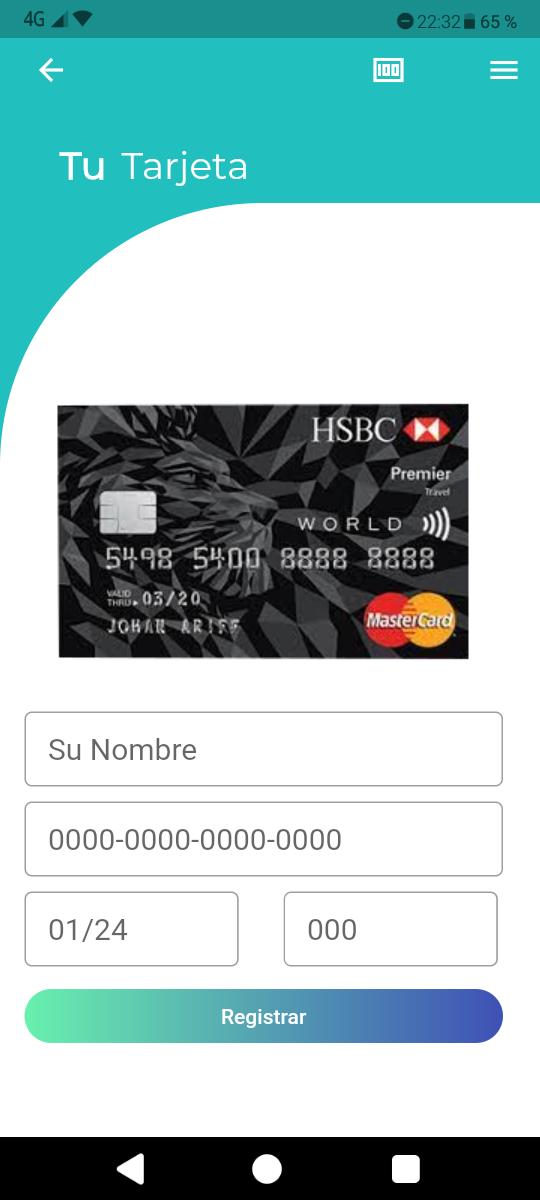 4G 22:32 65 %
100
Tu Tarjeta
HSBC
Premier
Travel
WORLD
5498 5400 8888 8888
VALID THRU 03/20
JOHAN ARIFF
MasterCard
Su Nombre
0000-0000-0000-0000
01/24 000
Registrar